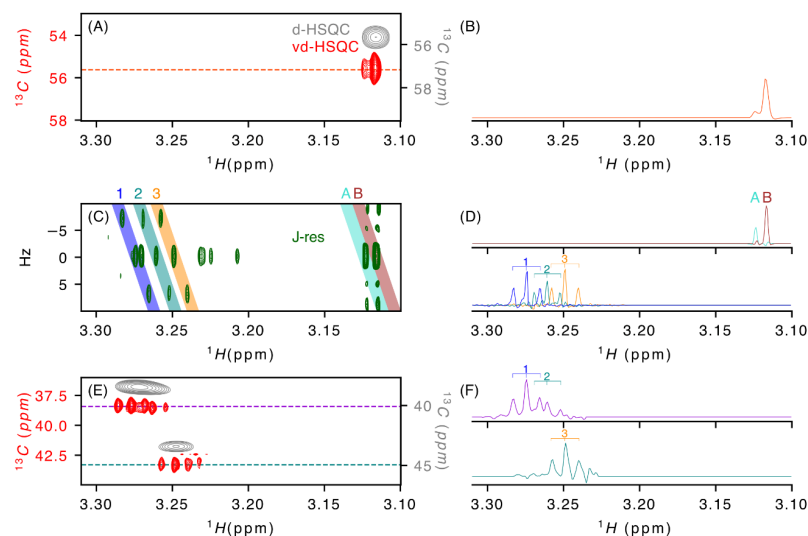 (A)
d-HSQC
vd-HSQC
54
56
58
¹³C (ppm)
56
58
¹³C (ppm)
3.30
3.25
3.20
3.15
3.10
¹H(ppm)
(B)
3.30
3.25
3.20
3.15
3.10
¹H (ppm)
1
2
3
A
B
(C)
J-res
Hz
−5
0
5
3.30
3.25
3.20
3.15
3.10
¹H(ppm)
(D)
A
B
1
2
3
3.30
3.25
3.20
3.15
3.10
¹H (ppm)
(E)
37.5
40.0
42.5
¹³C (ppm)
40
45
¹³C (ppm)
3.30
3.25
3.20
3.15
3.10
¹H(ppm)
(F)
1
2
3
3.30
3.25
3.20
3.15
3.10
¹H (ppm)